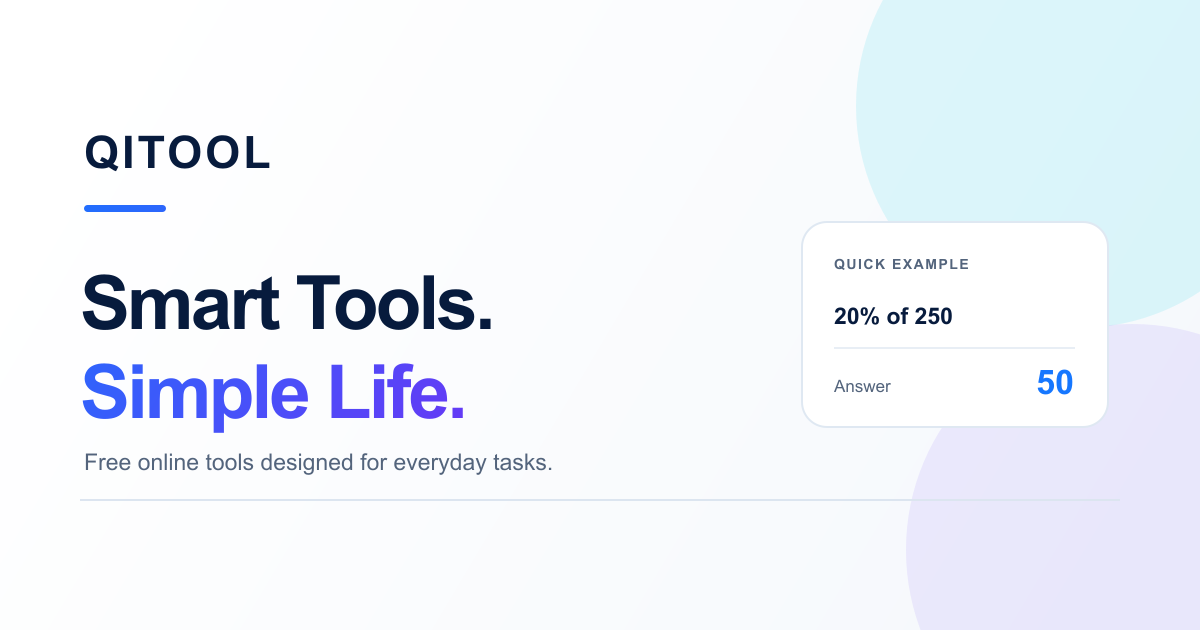 QITOOL
Smart Tools.
Simple Life.
Free online tools designed for everyday tasks.
QUICK EXAMPLE
20% of 250
Answer 50